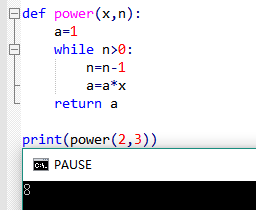 def power(x,n):
    a=1
    while n>0:
        n=n-1
        a=a*x
    return a
print(power(2,3))
C:\. PAUSE
8